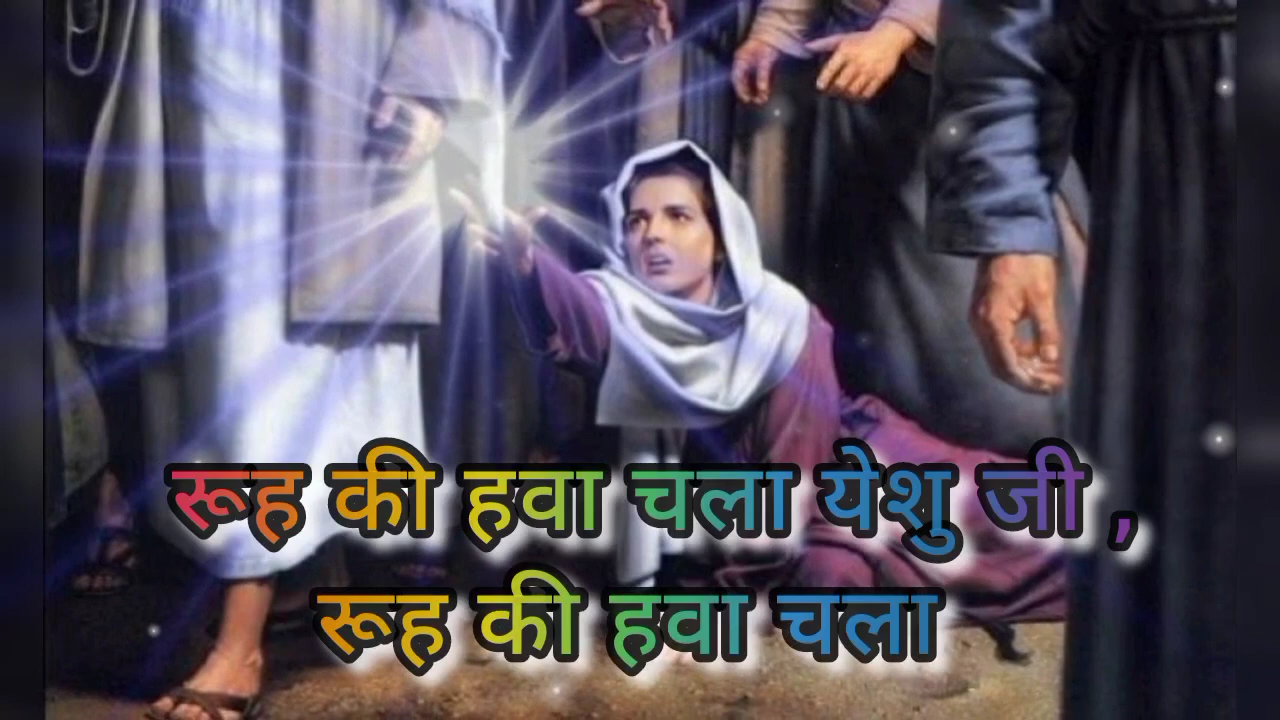 रूह की हवा चला येशु जी ,
रूह की हवा चला